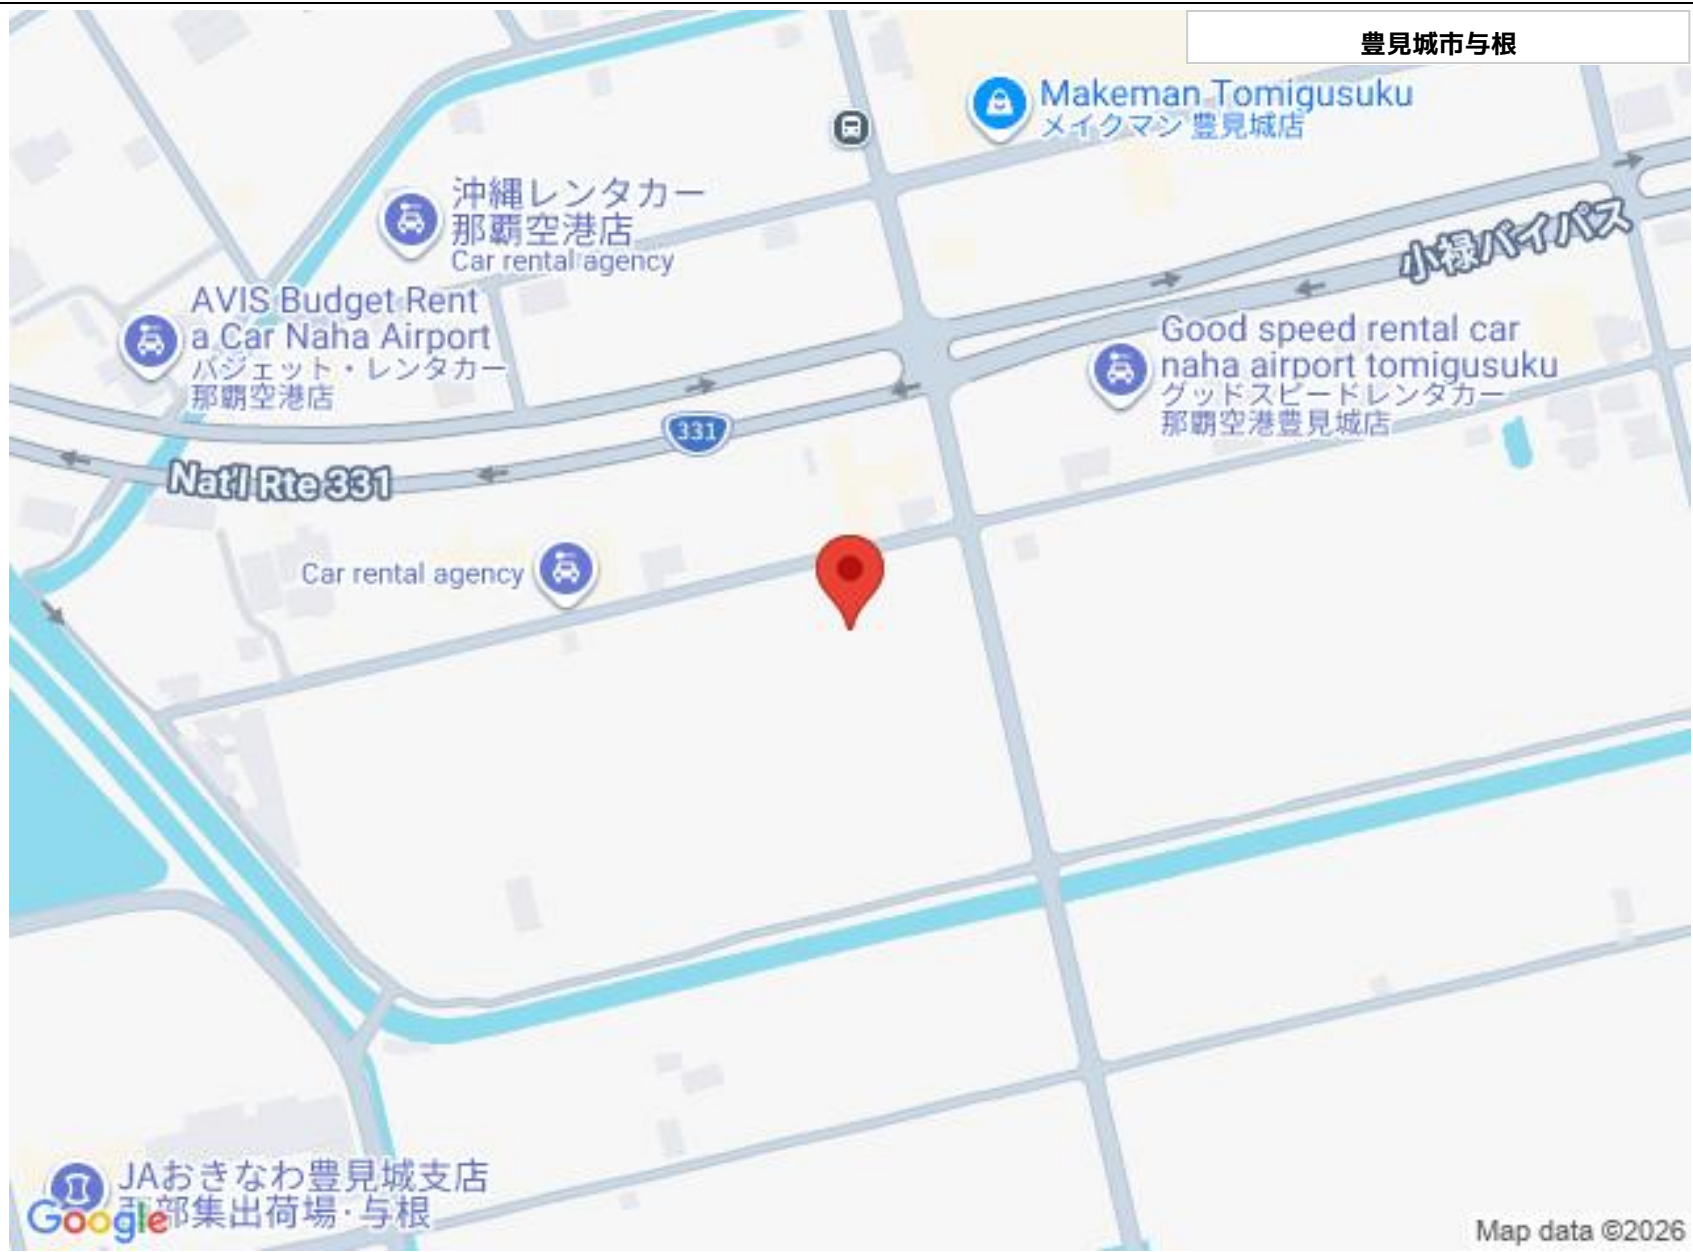 豊見城市与根
Makeman Tomigusuku
メイクマン 豊見城店
沖縄レンタカー
那覇空港店
Car rental agency
小禄バイパス
AVIS Budget Rent
a Car Naha Airport
バジェット・レンタカー
那覇空港店
Good speed rental car
naha airport tomigusuku
グッドスピードレンタカー
那覇空港豊見城店
331
Nat'l Rte 331
Car rental agency
JAおきなわ豊見城支店
部集出荷場·与根
Google
Map data ©2026